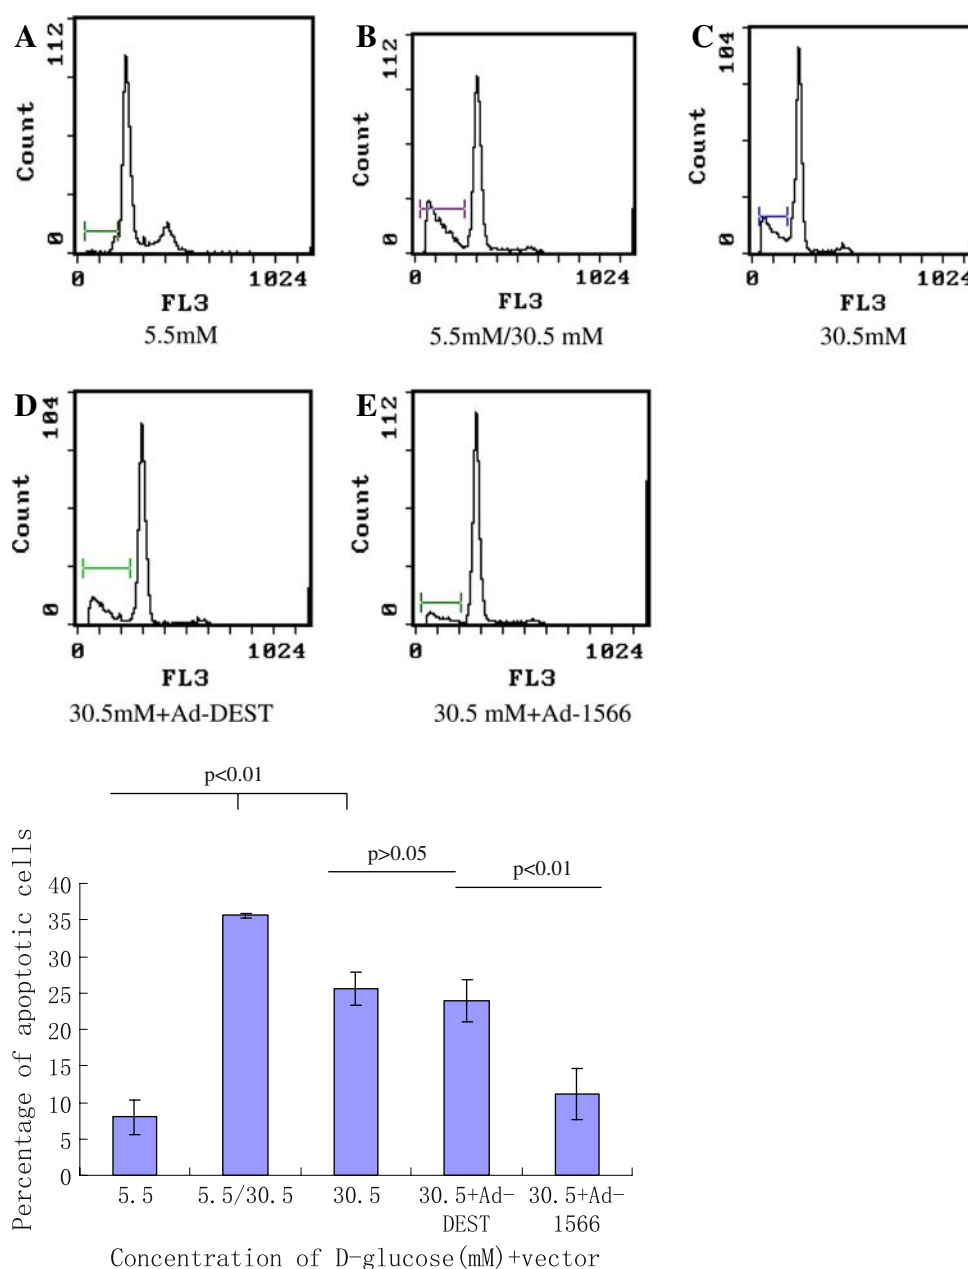 A
112
Count
0
0
1024
FL3
5.5mM
B
112
Count
0
0
1024
FL3
5.5mM/30.5 mM
C
104
Count
0
0
1024
FL3
30.5mM
D
104
Count
0
0
1024
FL3
30.5mM+Ad-DEST
E
112
Count
0
0
1024
FL3
30.5 mM+Ad-1566
p<0.01
p>0.05
p<0.01
Percentage of apoptotic cells
40
35
30
25
20
15
10
5
0
5.5
5.5/30.5
30.5
30.5+Ad-
DEST
30.5+Ad-
1566
Concentration of D-glucose(mM)+vector